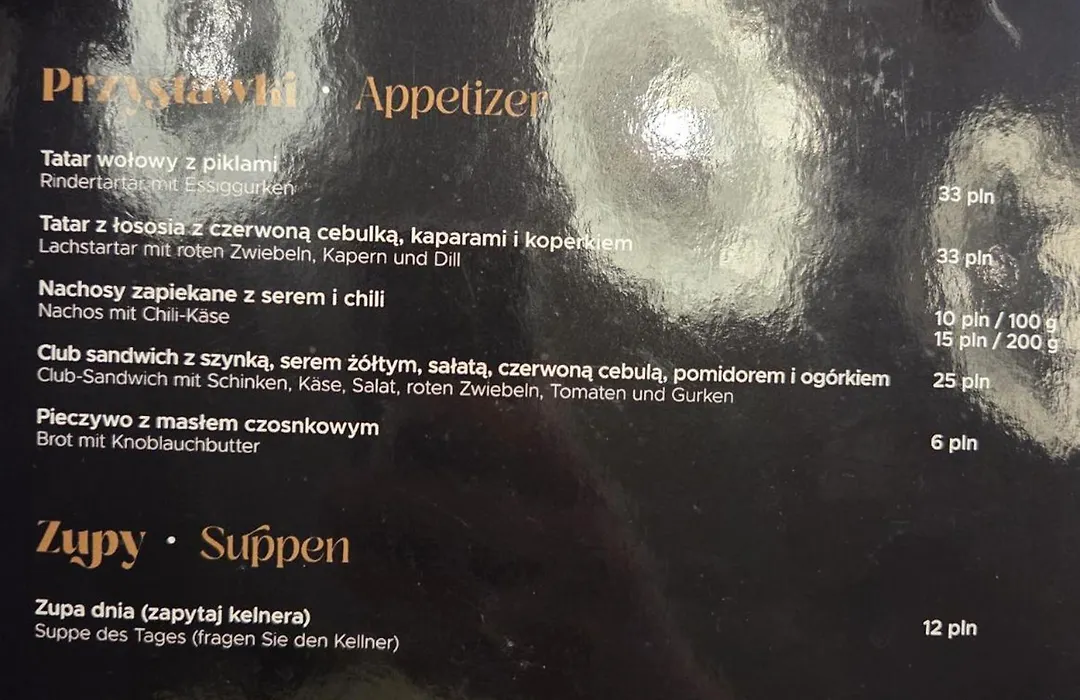 Przystawki · Appetizer
Tatar wołowy z piklami
Rindertartar mit Essiggurken
33 pln
Tatar z łososia z czerwoną cebulką, kaparami i koperkiem
Lachstartar mit roten Zwiebeln, Kapern und Dill
33 pln
Nachosy zapiekane z serem i chili
Nachos mit Chili-Käse
10 pln / 100 g
15 pln / 200 g
Club sandwich z szynką, serem żółtym, sałatą, czerwoną cebulą, pomidorem i ogórkiem
Club-Sandwich mit Schinken, Käse, Salat, roten Zwiebeln, Tomaten und Gurken
25 pln
Pieczywo z masłem czosnkowym
Brot mit Knoblauchbutter
6 pln
Zupy · Suppen
Zupa dnia (zapytaj kelnera)
Suppe des Tages (fragen Sie den Kellner)
12 pln